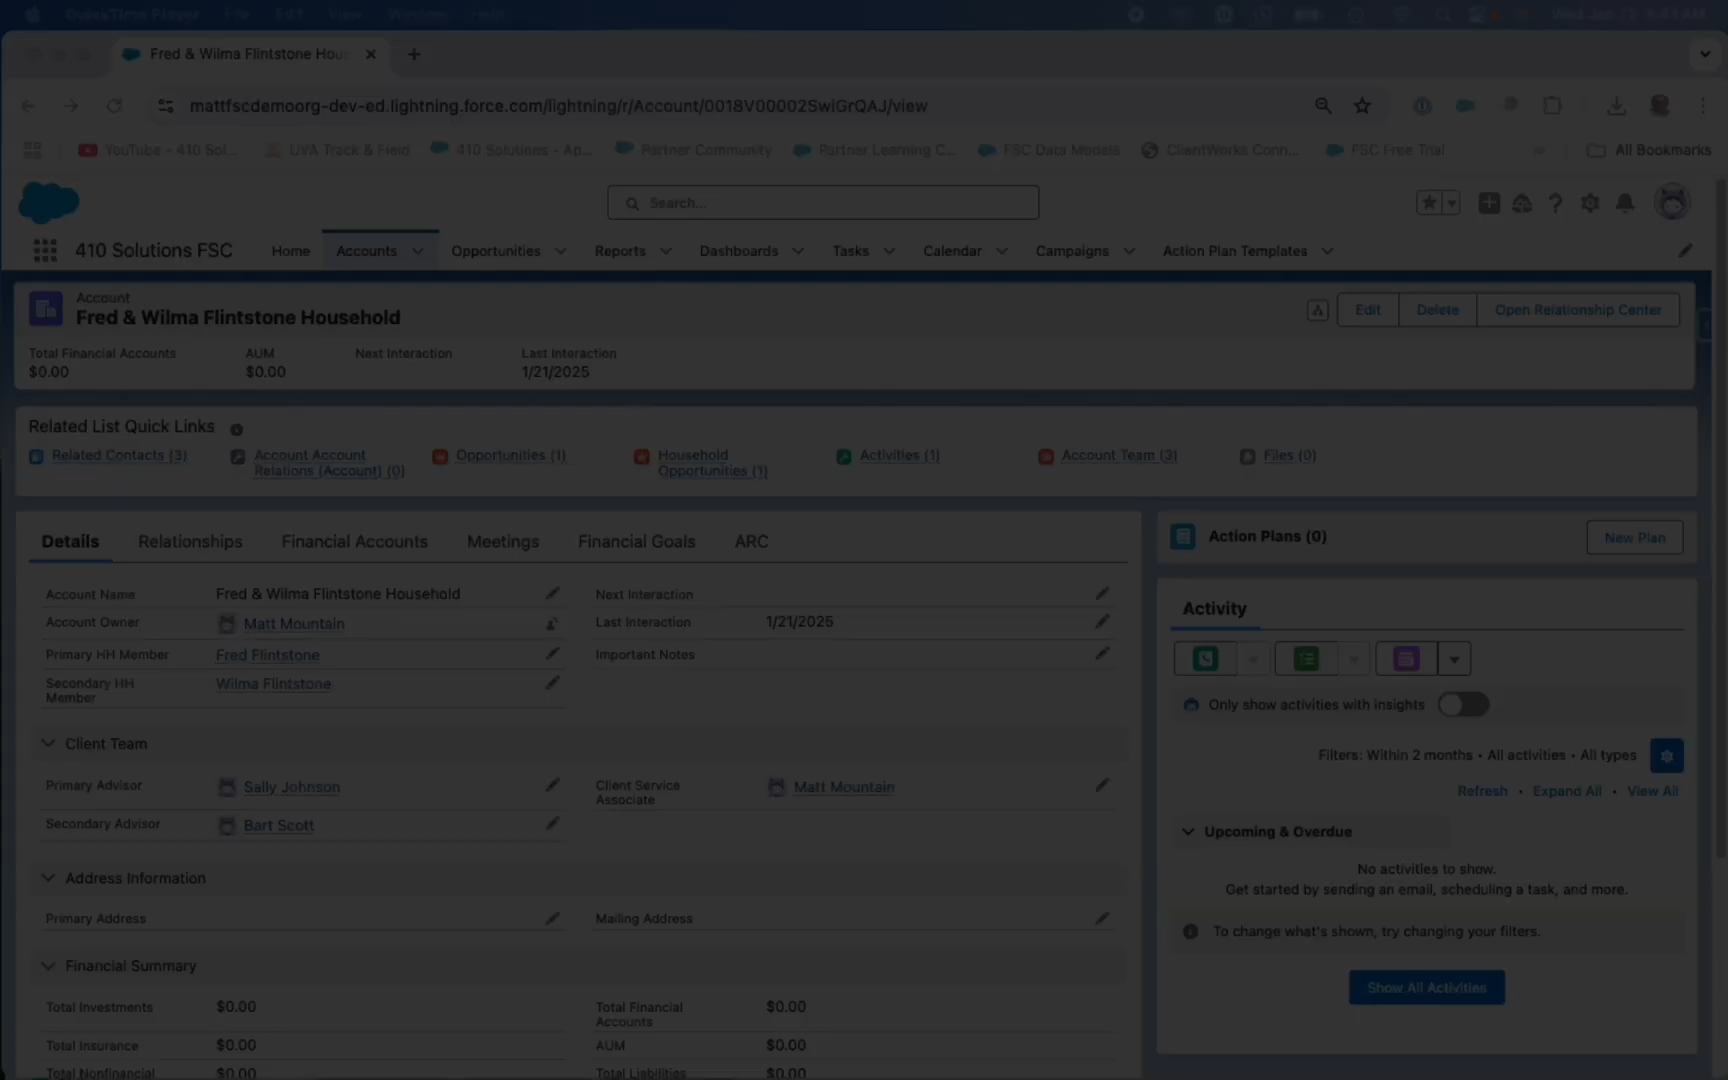 QuickTime Player File Edit View Window Help
Fred & Wilma Flintstone Hou
mattfscdemoorg-dev-ed.lightning.force.com/lightning/r/Account/0018V00002SwiGrQAJ/view
YouTube - 410 Sol... UVA Track & Field 410 Solutions - Ap... Partner Community Partner Learning C... FSC Data Models ClientWorks Conn... FSC Free Trial » All Bookmarks
Search...
410 Solutions FSC Home Accounts Opportunities Reports Dashboards Tasks Calendar Campaigns Action Plan Templates
Account
Fred & Wilma Flintstone Household
Edit Delete Open Relationship Center
Total Financial Accounts AUM Next Interaction Last Interaction
$0.00 $0.00 1/21/2025
Related List Quick Links
Related Contacts (3) Account Account Opportunities (1) Household Activities (1) Account Team (3) Files (0)
Relations (Account) (0) Opportunities (1)
Details Relationships Financial Accounts Meetings Financial Goals ARC
Account Name Fred & Wilma Flintstone Household Next Interaction
Account Owner Matt Mountain Last Interaction 1/21/2025
Primary HH Member Fred Flintstone Important Notes
Secondary HH Wilma Flintstone
Member
Client Team
Primary Advisor Sally Johnson Client Service Matt Mountain
Associate
Secondary Advisor Bart Scott
Address Information
Primary Address Mailing Address
Financial Summary
Total Investments $0.00 Total Financial $0.00
Accounts
Total Insurance $0.00 AUM $0.00
Total Nonfinancial $0.00 Total Liabilities $0.00
Action Plans (0) New Plan
Activity
Only show activities with insights
Filters: Within 2 months • All activities • All types
Refresh • Expand All • View All
Upcoming & Overdue
No activities to show.
Get started by sending an email, scheduling a task, and more.
To change what's shown, try changing your filters.
Show All Activities